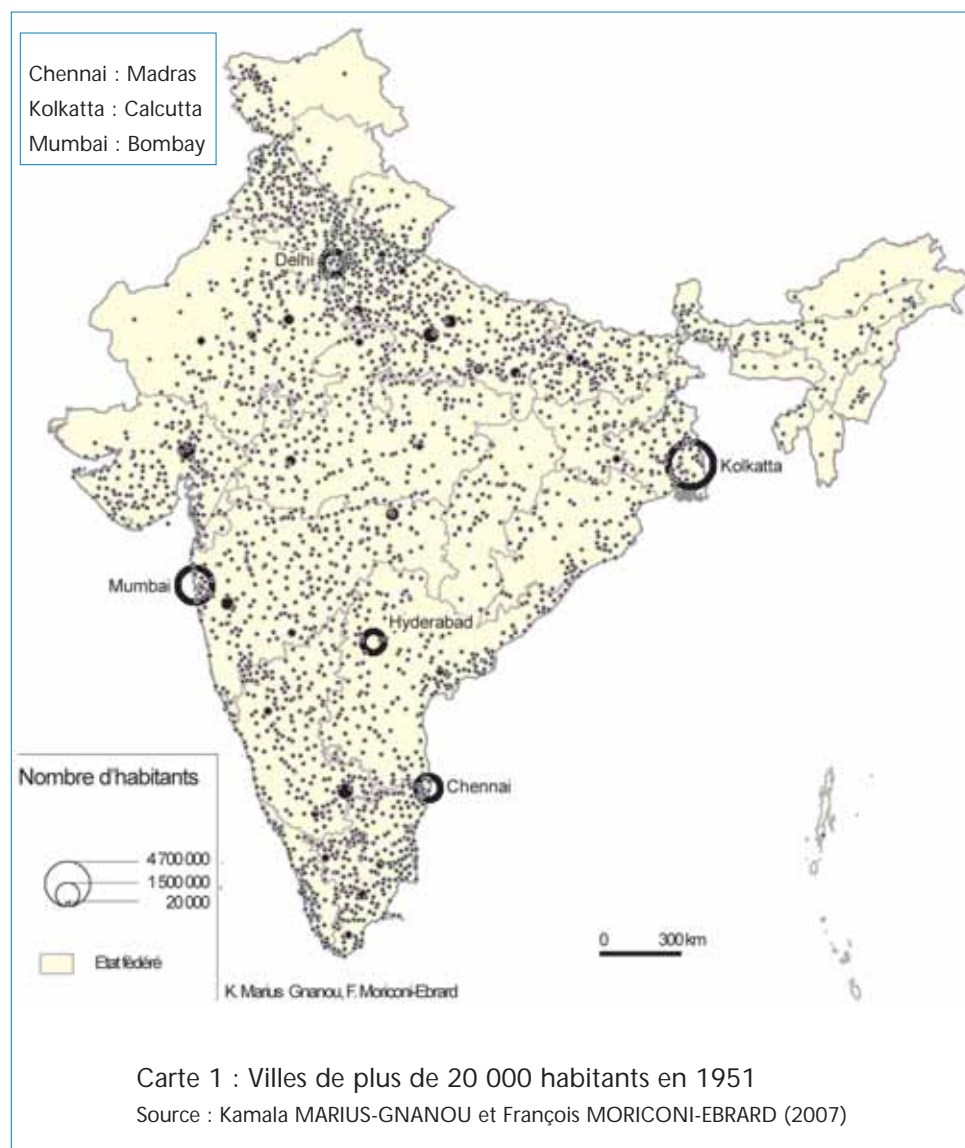 Chennai : Madras
Kolkatta : Calcutta
Mumbai : Bombay
Delhi
Kolkatta
Mumbai
Hyderabad
Chennai
Nombre d'habitants
4 700 000
1 500 000
20 000
Etat fédéré
0 300 km
K. Marius Gnanou, F. Moriconi-Ebrard
Carte 1 : Villes de plus de 20 000 habitants en 1951
Source : Kamala MARIUS-GNANOU et François MORICONI-EBRARD (2007)